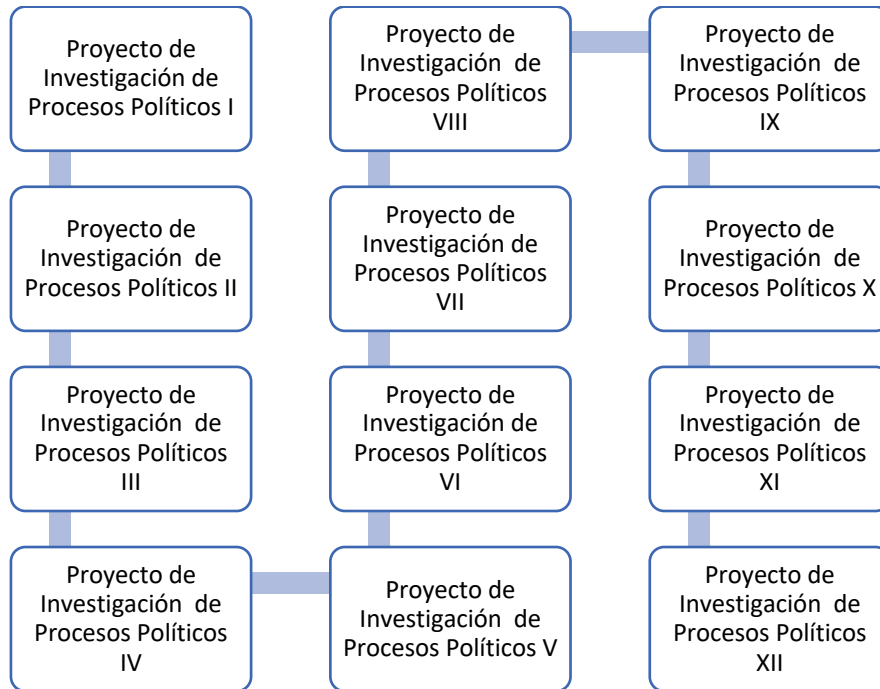 Proyecto de
Investigación de
Procesos Políticos I
Proyecto de
Investigación de
Procesos Políticos II
Proyecto de
Investigación de
Procesos Políticos
III
Proyecto de
Investigación de
Procesos Políticos
IV
Proyecto de
Investigación de
Procesos Políticos V
Proyecto de
Investigación de
Procesos Políticos
VI
Proyecto de
Investigación de
Procesos Políticos
VII
Proyecto de
Investigación de
Procesos Políticos
VIII
Proyecto de
Investigación de
Procesos Políticos
IX
Proyecto de
Investigación de
Procesos Políticos X
Proyecto de
Investigación de
Procesos Políticos
XI
Proyecto de
Investigación de
Procesos Políticos
XII